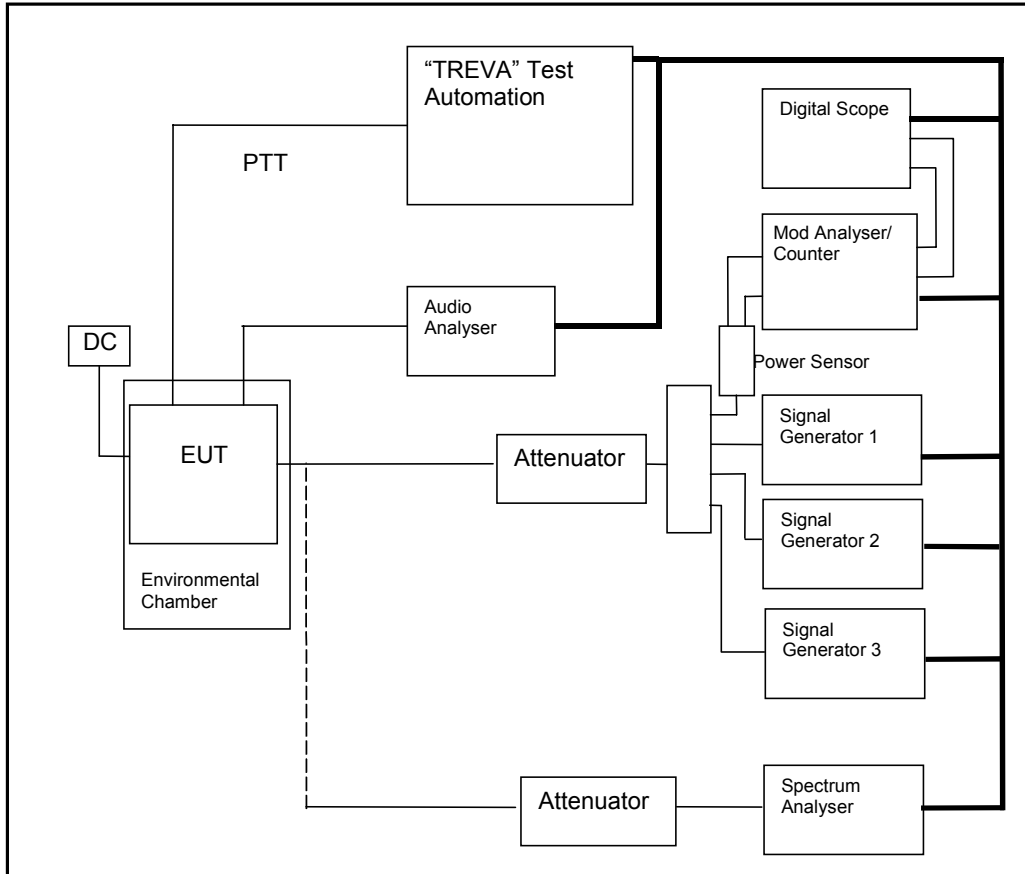 “TREVA” Test
Automation
Digital Scope
PTT
Mod Analyser/
Counter
Audio
Analyser
DC
Power Sensor
EUT
Attenuator
Signal
Generator 1
Signal
Generator 2
Environmental
Chamber
Signal
Generator 3
Attenuator
Spectrum
Analyser